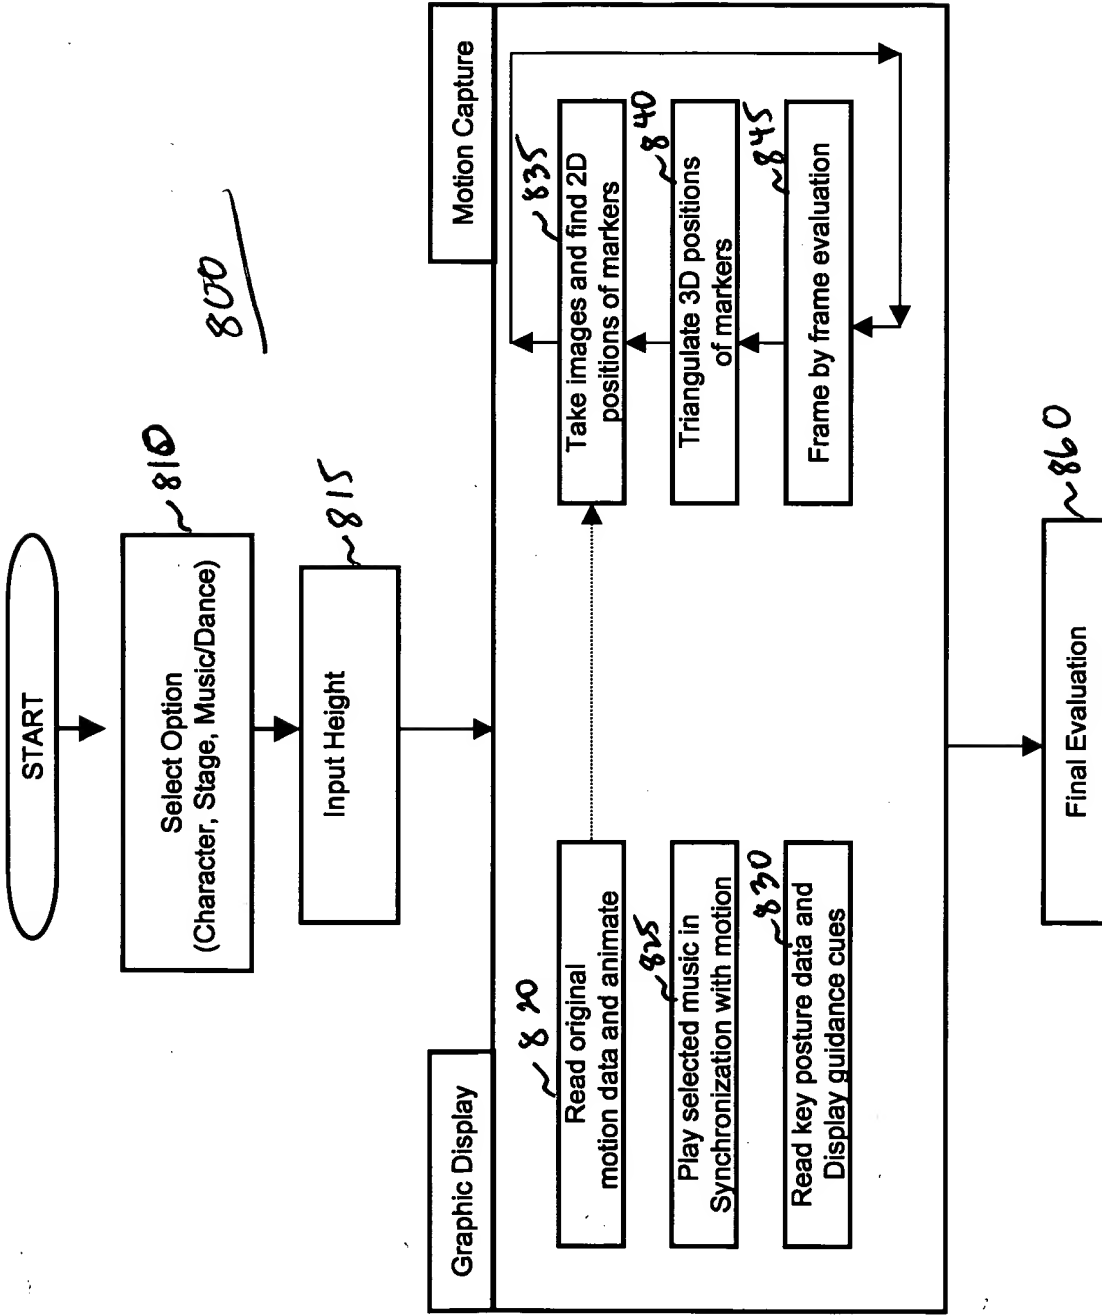 800
START
Select Option
(Character, Stage, Music/Dance)
~810
Input Height
~815
Graphic Display
Motion Capture
Read original
motion data and animate
~820
Play selected music in
Synchronization with motion
~825
Read key posture data and
Display guidance cues
~830
Take images and find 2D
positions of markers
~835
Triangulate 3D positions
of markers
~840
Frame by frame evaluation
~845
Final Evaluation
~860